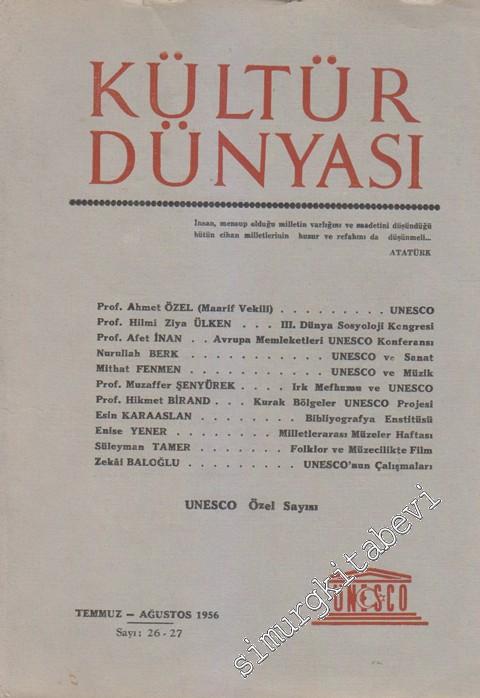 KÜLTÜR
DÜNYASI
İnsan, mensup olduğu milletin varlığını ve saadetini düşündüğü
bütün cihan milletlerinin huzur ve refahını da düşünmeli...
ATATÜRK
Prof. Ahmet ÖZEL (Maarif Vekili) . . . . . . . . . UNESCO
Prof. Hilmi Ziya ÜLKEN . . . III. Dünya Sosyoloji Kongresi
Prof. Afet İNAN . . Avrupa Memleketleri UNESCO Konferansı
Nurullah BERK . . . . . . . . . . . UNESCO ve Sanat
Mithat FENMEN . . . . . . . . . . . UNESCO ve Müzik
Prof. Muzaffer ŞENYÜREK . . . . Irk Mefhumu ve UNESCO
Prof. Hikmet BİRAND . . . Kurak Bölgeler UNESCO Projesi
Esin KARAASLAN . . . . . . . . Bibliyografya Enstitüsü
Enise YENER . . . . . . . . Milletlerarası Müzeler Haftası
Süleyman TAMER . . . . . . . Folklor ve Müzecilikte Film
Zekâi BALOĞLU . . . . . . . . . UNESCO'nun Çalışmaları
UNESCO Özel Sayısı
UNESCO
TEMMUZ — AĞUSTOS 1956
Sayı: 26 - 27
simurgkitabevi